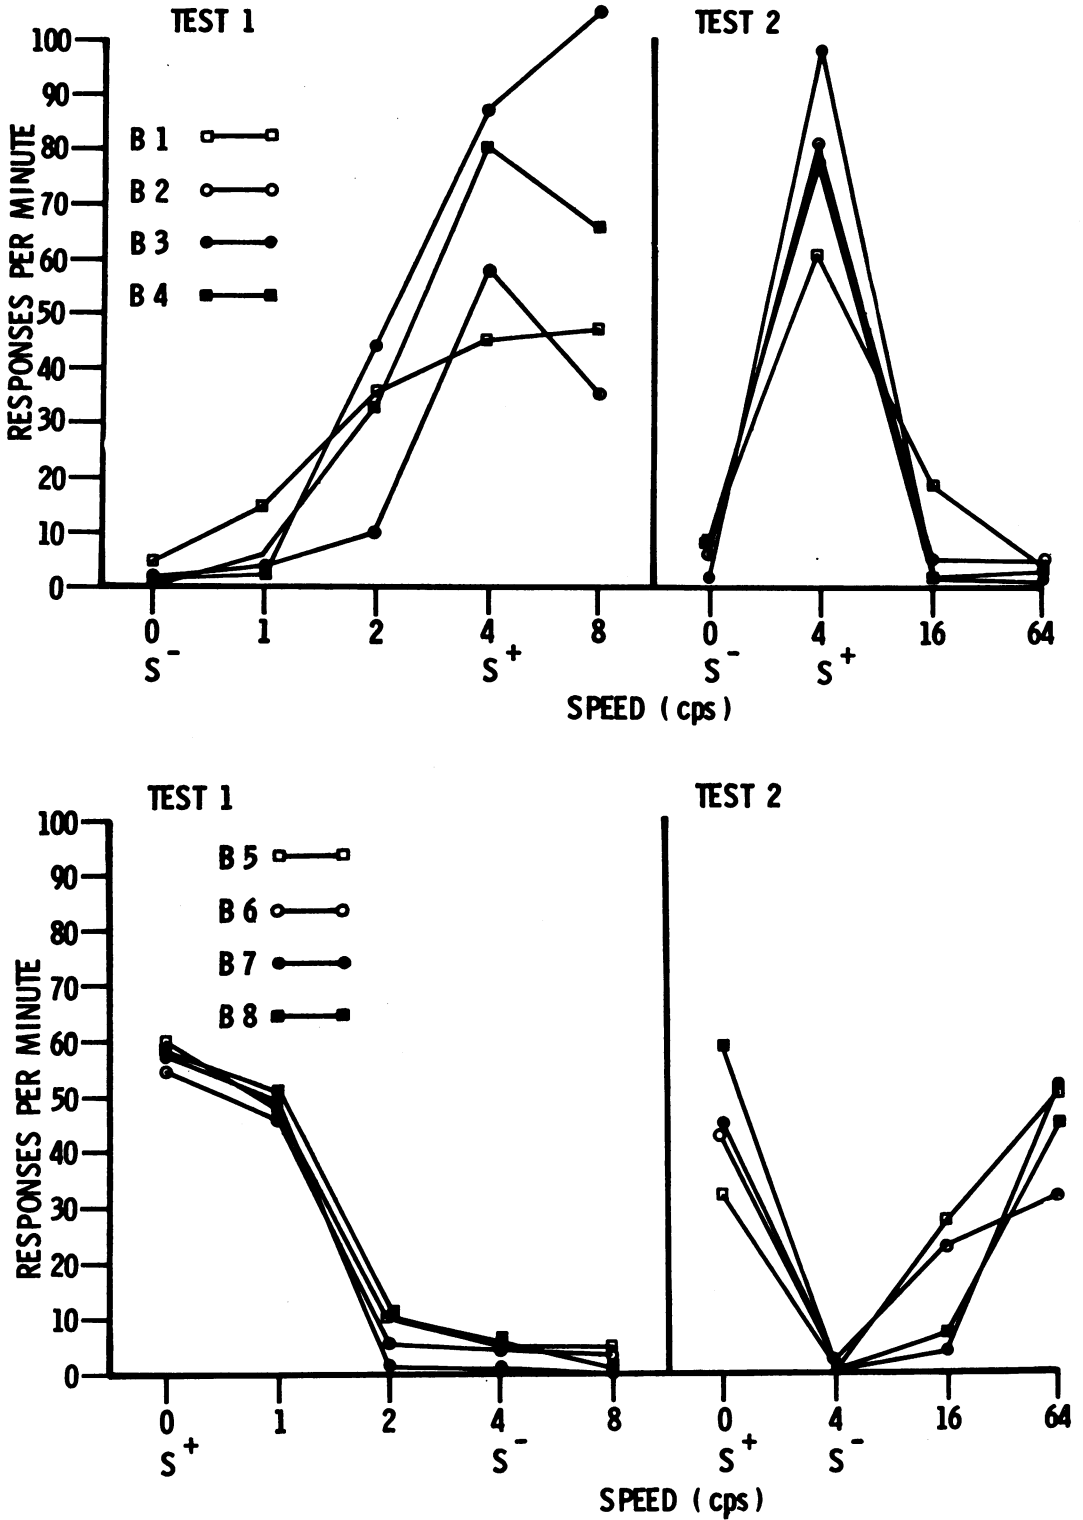 TEST 1
TEST 2
RESPONSES PER MINUTE
100
90
80
70
60
50
40
30
20
10
0
B 1
B 2
B 3
B 4
0 1 2 4 8 0 4 16 64
S⁻ S⁺ S⁻ S⁺
SPEED (cps)
TEST 1
TEST 2
RESPONSES PER MINUTE
100
90
80
70
60
50
40
30
20
10
0
B 5
B 6
B 7
B 8
0 1 2 4 8 0 4 16 64
S⁺ S⁻ S⁺ S⁻
SPEED (cps)